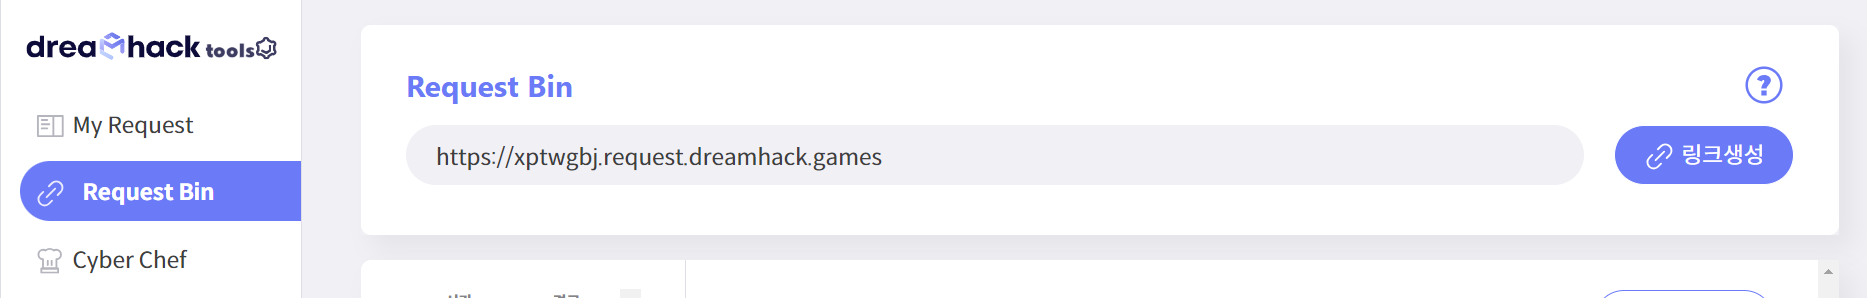 dreamhack tools
My Request
Request Bin
Cyber Chef
Request Bin
?
https://xptwgbj.request.dreamhack.games
링크생성